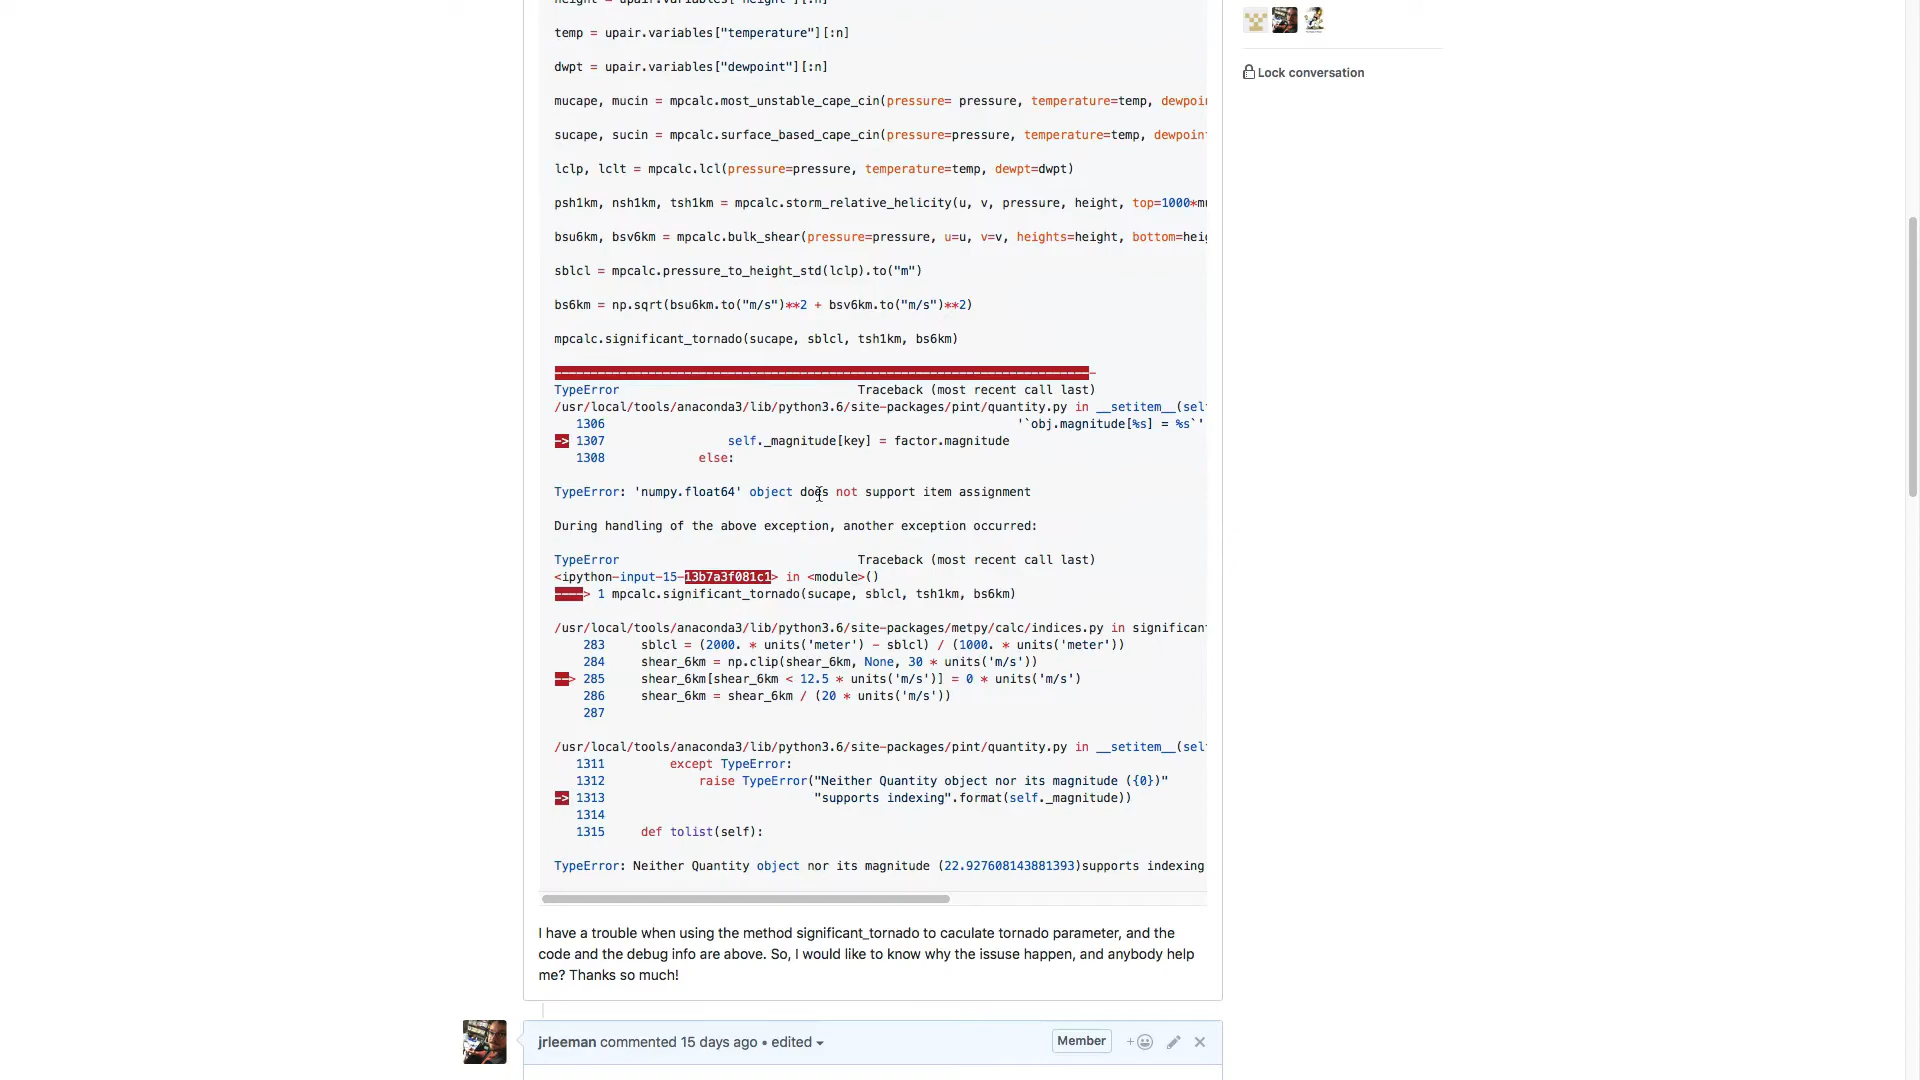 height = upair.variables["height"][:n]
Lock conversation
temp = upair.variables["temperature"][:n]
dwpt = upair.variables["dewpoint"][:n]
mucape, mucin = mpcalc.most_unstable_cape_cin(pressure= pressure, temperature=temp, dewpoi
sucape, sucin = mpcalc.surface_based_cape_cin(pressure=pressure, temperature=temp, dewpoin
lclp, lclt = mpcalc.lcl(pressure=pressure, temperature=temp, dewpt=dwpt)
psh1km, nsh1km, tsh1km = mpcalc.storm_relative_helicity(u, v, pressure, height, top=1000*m
bsu6km, bsv6km = mpcalc.bulk_shear(pressure=pressure, u=u, v=v, heights=height, bottom=hei
sblcl = mpcalc.pressure_to_height_std(lclp).to("m")
bs6km = np.sqrt(bsu6km.to("m/s")**2 + bsv6km.to("m/s")**2)
mpcalc.significant_tornado(sucape, sblcl, tsh1km, bs6km)
TypeError Traceback (most recent call last)
/usr/local/tools/anaconda3/lib/python3.6/site-packages/pint/quantity.py in __setitem__(sel
1306 '`obj.magnitude[%s] = %s`'
-> 1307 self._magnitude[key] = factor.magnitude
1308 else:
TypeError: 'numpy.float64' object does not support item assignment
During handling of the above exception, another exception occurred:
TypeError Traceback (most recent call last)
<ipython-input-15-13b7a3f081c1> in <module>()
----> 1 mpcalc.significant_tornado(sucape, sblcl, tsh1km, bs6km)
/usr/local/tools/anaconda3/lib/python3.6/site-packages/metpy/calc/indices.py in significan
283 sblcl = (2000. * units('meter') - sblcl) / (1000. * units('meter'))
284 shear_6km = np.clip(shear_6km, None, 30 * units('m/s'))
--> 285 shear_6km[shear_6km < 12.5 * units('m/s')] = 0 * units('m/s')
286 shear_6km = shear_6km / (20 * units('m/s'))
287
/usr/local/tools/anaconda3/lib/python3.6/site-packages/pint/quantity.py in __setitem__(sel
1311 except TypeError:
1312 raise TypeError("Neither Quantity object nor its magnitude ({0})"
-> 1313 "supports indexing".format(self._magnitude))
1314
1315 def tolist(self):
TypeError: Neither Quantity object nor its magnitude (22.927608143881393)supports indexing
I have a trouble when using the method significant_tornado to caculate tornado parameter, and the
code and the debug info are above. So, I would like to know why the issuse happen, and anybody help
me? Thanks so much!
jrleeman commented 15 days ago • edited
Member